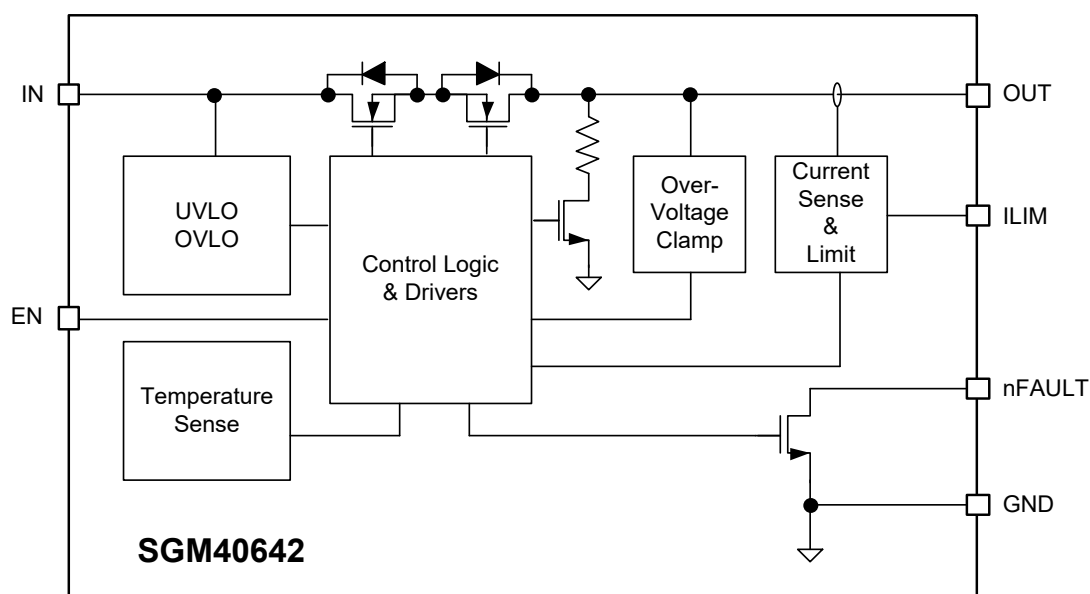 IN
OUT
UVLO
OVLO
Over-
Voltage
Clamp
Current
Sense
&
Limit
ILIM
Control Logic
& Drivers
EN
Temperature
Sense
nFAULT
GND
SGM40642